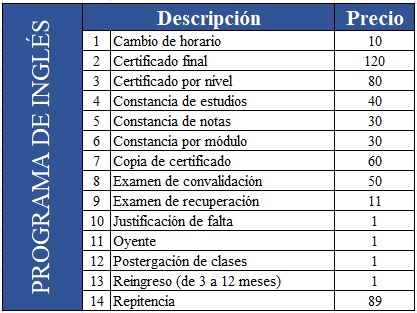 PROGRAMA DE INGLÉS
Descripción Precio
1 Cambio de horario 10
2 Certificado final 120
3 Certificado por nivel 80
4 Constancia de estudios 40
5 Constancia de notas 30
6 Constancia por módulo 30
7 Copia de certificado 60
8 Examen de convalidación 50
9 Examen de recuperación 11
10 Justificación de falta 1
11 Oyente 1
12 Postergación de clases 1
13 Reingreso (de 3 a 12 meses) 1
14 Repitencia 89